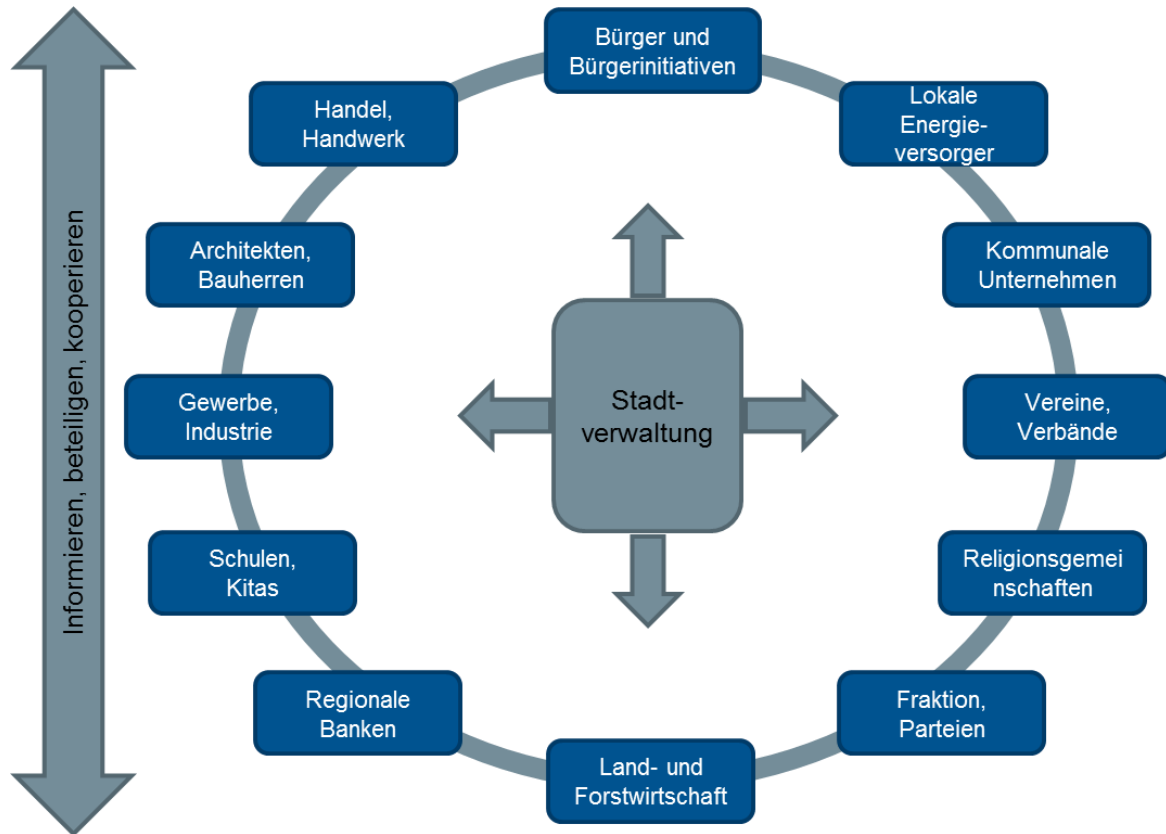 Bürger und
Bürgerinitiativen
Handel,
Handwerk
Lokale
Energie-
versorger
Architekten,
Bauherren
Kommunale
Unternehmen
Informieren, beteiligen, kooperieren
Gewerbe,
Industrie
Stadt-
verwaltung
Vereine,
Verbände
Schulen,
Kitas
Religionsgemei
nschaften
Regionale
Banken
Fraktion,
Parteien
Land- und
Forstwirtschaft